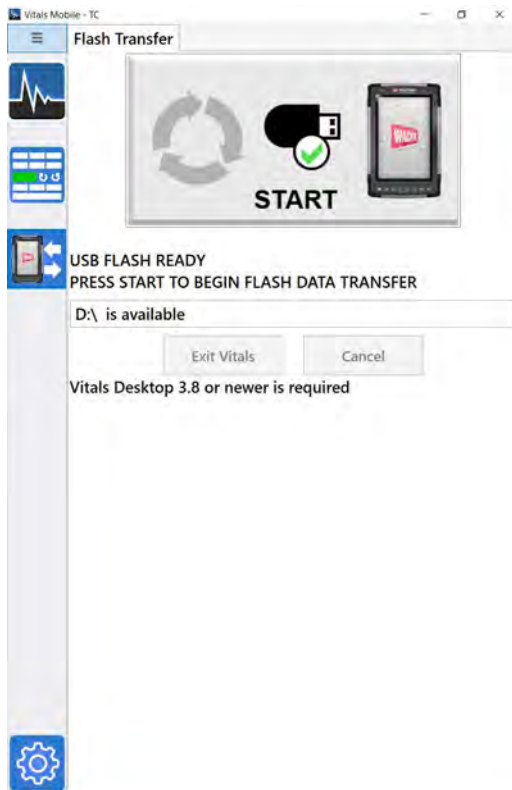 Vitals Mobile - TC
Flash Transfer
WACHS
START
USB FLASH READY
PRESS START TO BEGIN FLASH DATA TRANSFER
D:\ is available
Exit Vitals
Cancel
Vitals Desktop 3.8 or newer is required